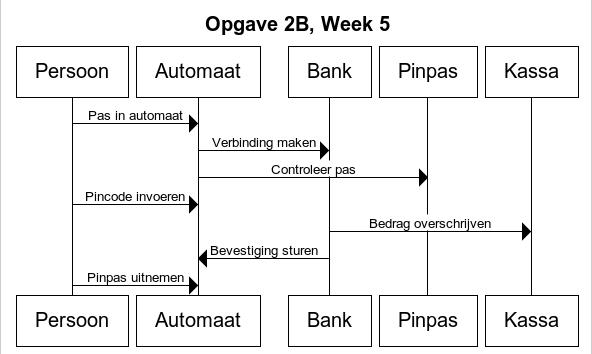 Opgave 2B, Week 5
Persoon Automaat Bank Pinpas Kassa
Pas in automaat
Verbinding maken
Controleer pas
Pincode invoeren
Bedrag overschrijven
Bevestiging sturen
Pinpas uitnemen
Persoon Automaat Bank Pinpas Kassa